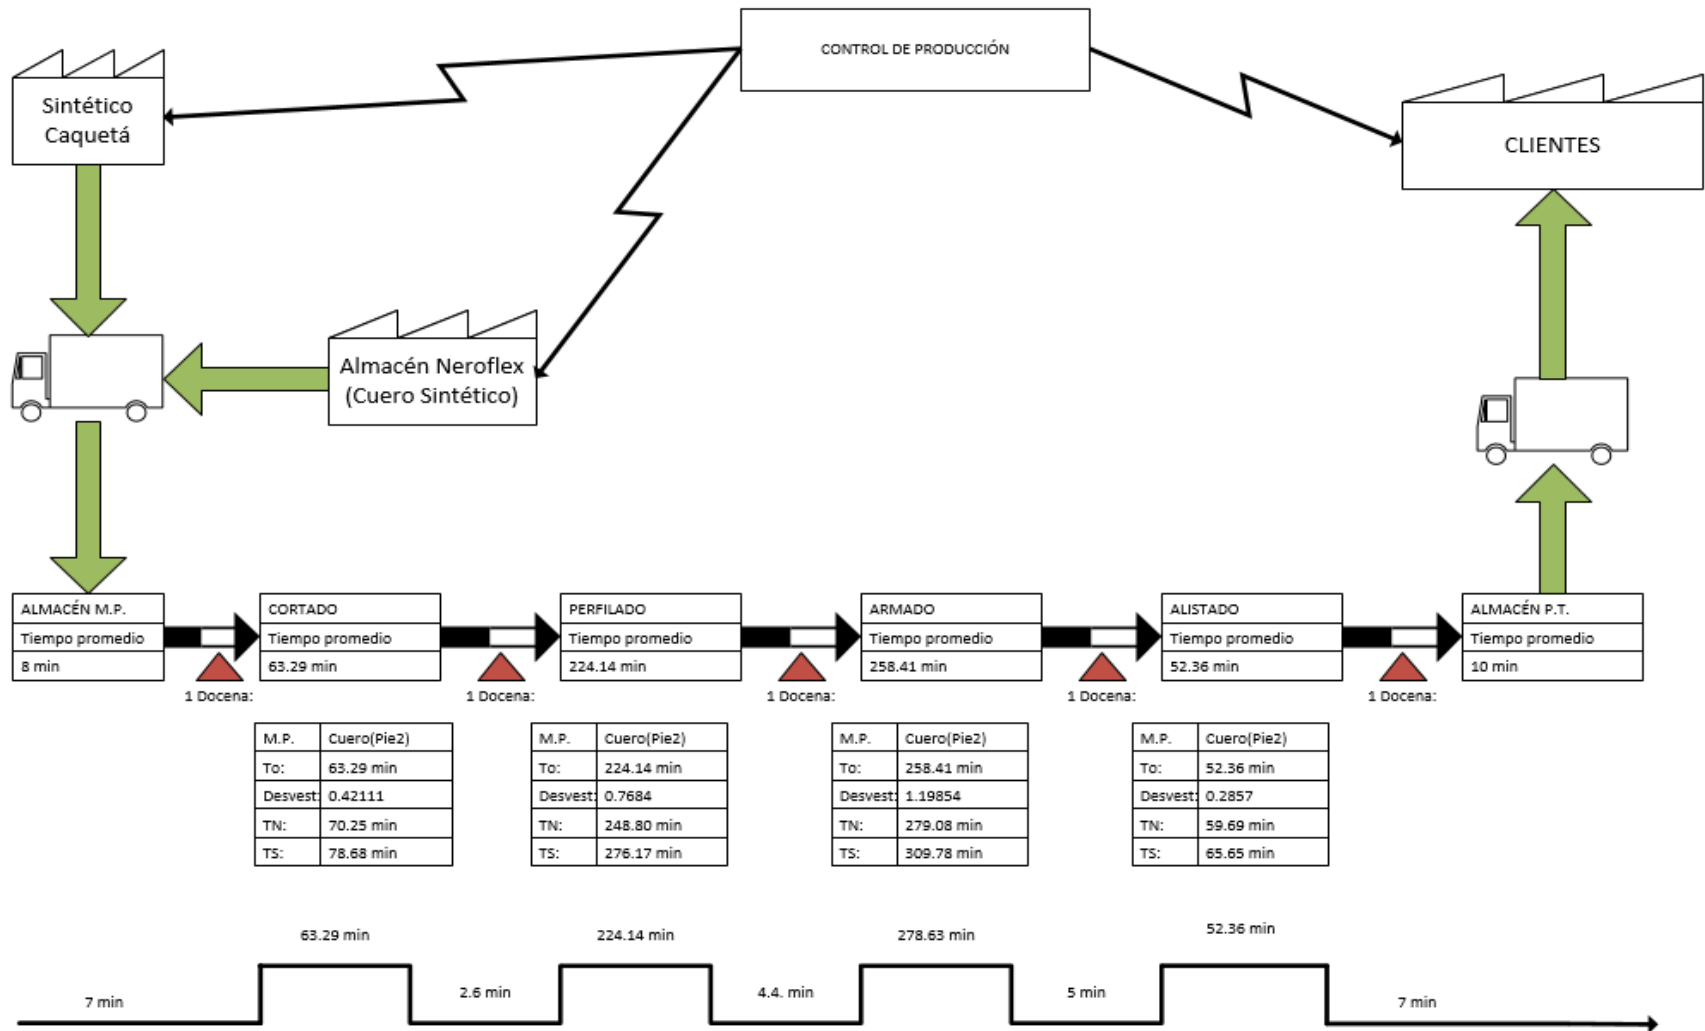 CONTROL DE PRODUCCIÓN
Sintético
Caquetá
CLIENTES
Almacén Neroflex
(Cuero Sintético)
ALMACÉN M.P.
Tiempo promedio
8 min
CORTADO
Tiempo promedio
63.29 min
PERFILADO
Tiempo promedio
224.14 min
ARMADO
Tiempo promedio
258.41 min
ALISTADO
Tiempo promedio
52.36 min
ALMACÉN P.T.
Tiempo promedio
10 min
1 Docena:
1 Docena:
1 Docena:
1 Docena:
1 Docena:
M.P. Cuero(Pie2)
To: 63.29 min
Desvest: 0.42111
TN: 70.25 min
TS: 78.68 min
M.P. Cuero(Pie2)
To: 224.14 min
Desvest: 0.7684
TN: 248.80 min
TS: 276.17 min
M.P. Cuero(Pie2)
To: 258.41 min
Desvest: 1.19854
TN: 279.08 min
TS: 309.78 min
M.P. Cuero(Pie2)
To: 52.36 min
Desvest: 0.2857
TN: 59.69 min
TS: 65.65 min
7 min
63.29 min
2.6 min
224.14 min
4.4. min
278.63 min
5 min
52.36 min
7 min